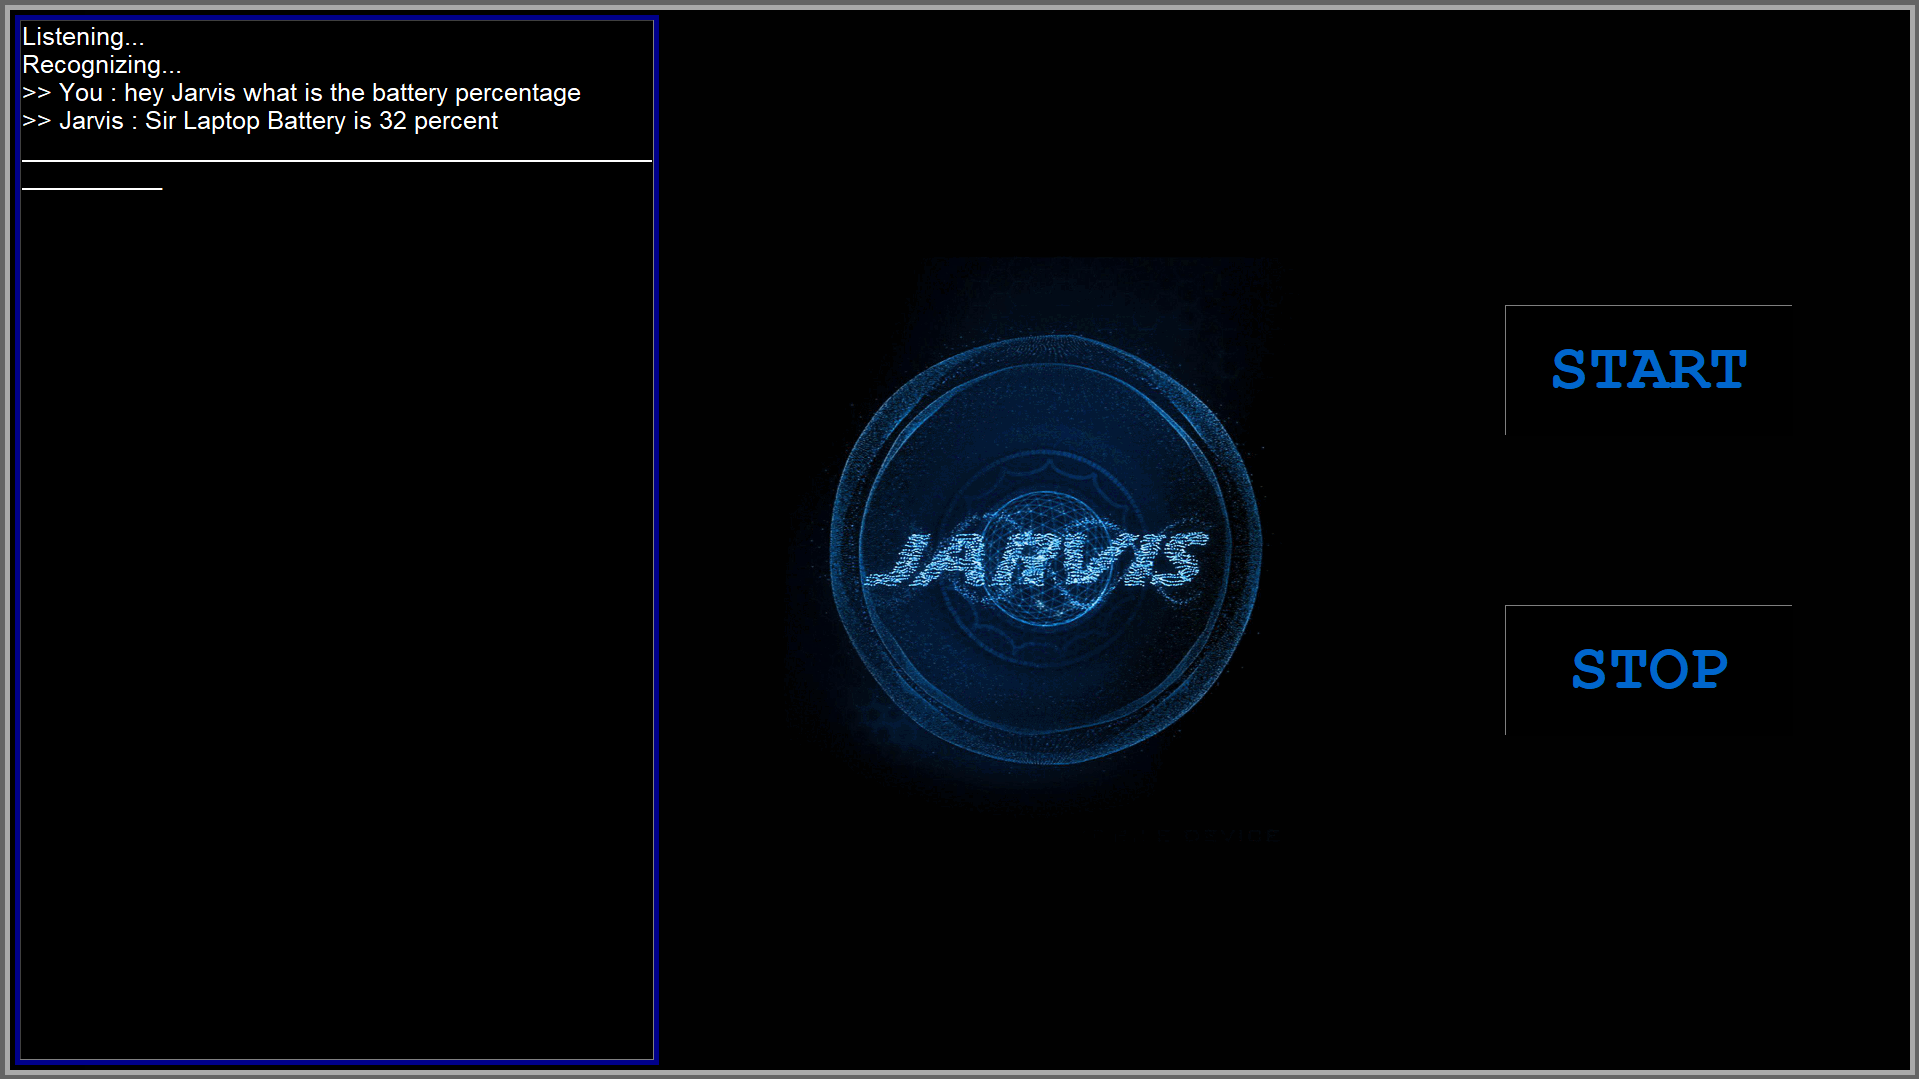 Listening...
Recognizing...
>> You : hey Jarvis what is the battery percentage
>> Jarvis : Sir Laptop Battery is 32 percent
JARVIS
START
STOP